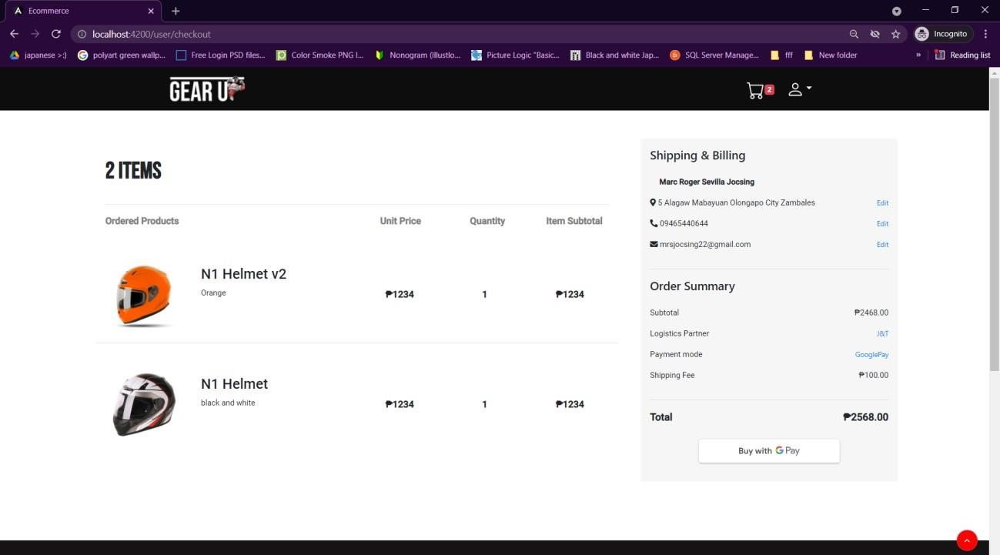 Ecommerce
localhost:4200/user/checkout
Incognito
japanese >:)
polyart green wallp...
Free Login PSD files...
Color Smoke PNG I...
Nonogram (Illustlo...
Picture Logic "Basic...
Black and white Jap...
SQL Server Manage...
fff
New folder
»
Reading list
GEAR UP
2
2 ITEMS
Ordered Products Unit Price Quantity Item Subtotal
N1 Helmet v2
Orange
₱1234 1 ₱1234
N1 Helmet
black and white
₱1234 1 ₱1234
Shipping & Billing
Marc Roger Sevilla Jocsing
5 Alagaw Mabayuan Olongapo City Zambales Edit
09465440644 Edit
mrsjocsing22@gmail.com Edit
Order Summary
Subtotal ₱2468.00
Logistics Partner J&T
Payment mode GooglePay
Shipping Fee ₱100.00
Total ₱2568.00
Buy with G Pay